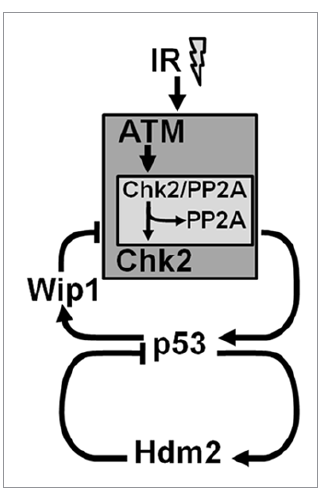 IR
ATM
Chk2/PP2A
PP2A
Chk2
Wip1
p53
Hdm2